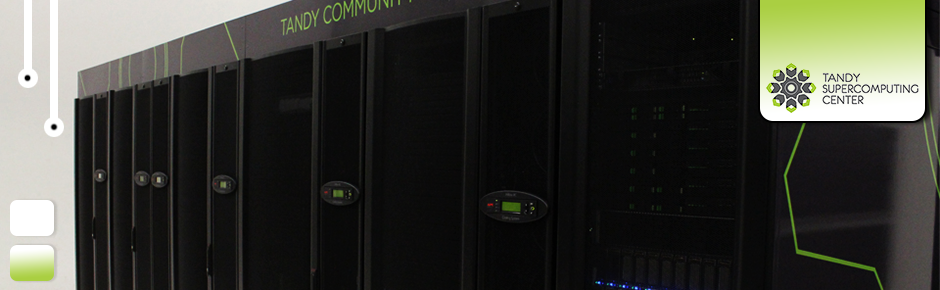 TANDY COMMUNITY
TANDY
SUPERCOMPUTING
CENTER